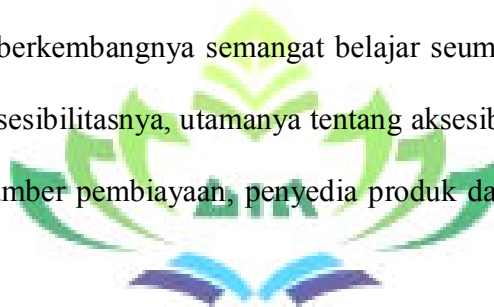 berkembangnya semangat belajar seum
sesibilitasnya, utamanya tentang aksesib
mber pembiayaan, penyedia produk da